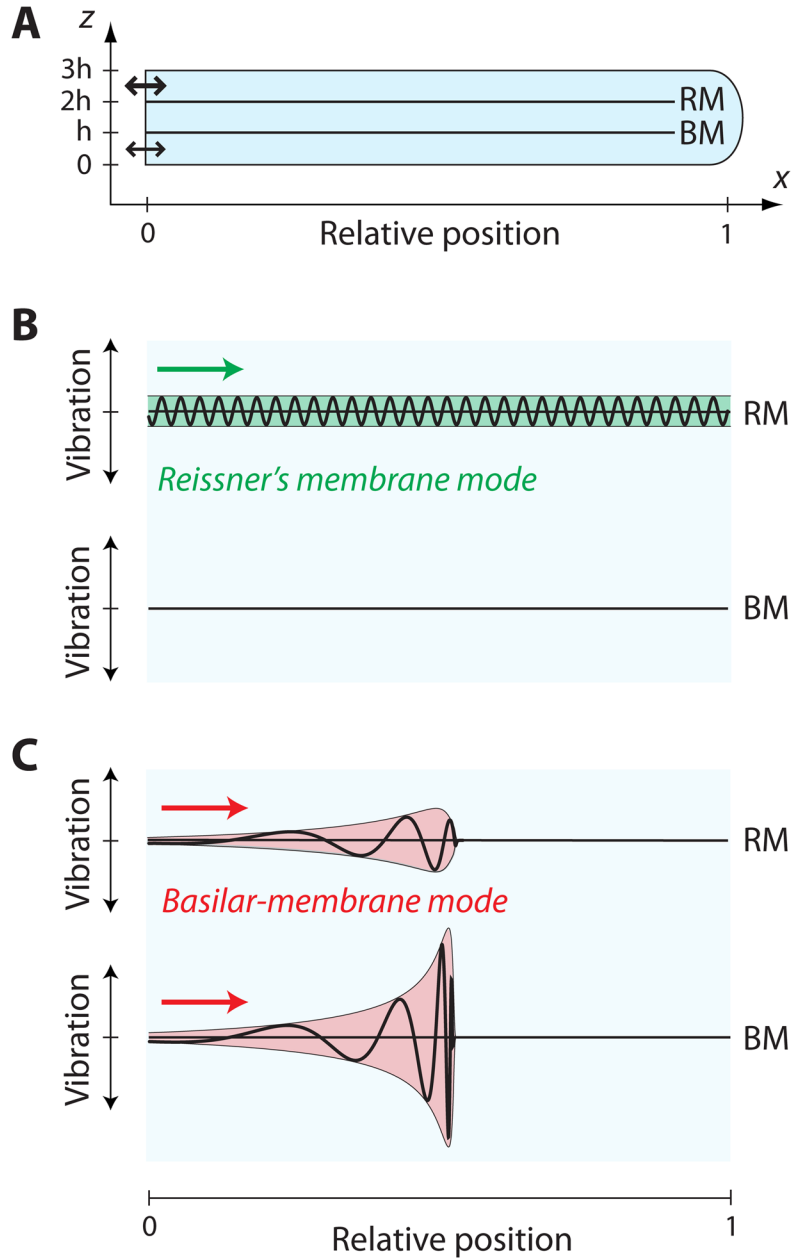 A
z
3h
2h
h
0
RM
BM
x
0
Relative position
1
B
Vibration
RM
Reissner’s membrane mode
Vibration
BM
C
Vibration
RM
Basilar-membrane mode
Vibration
BM
0
Relative position
1